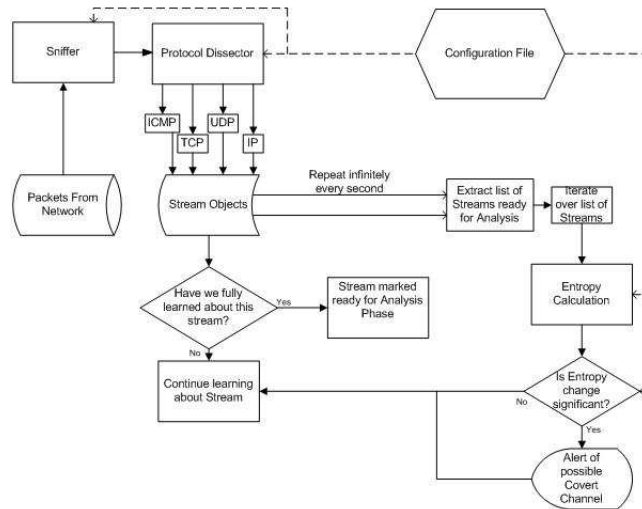 Sniffer
Protocol Dissector
Configuration File
ICMP
TCP
UDP
IP
Packets From
Network
Stream Objects
Repeat infinitely
every second
Extract list of
Streams ready
for Analysis
Iterate
over list of
Streams
Have we fully
learned about this
stream?
Yes
Stream marked
ready for Analysis
Phase
Entropy
Calculation
No
Continue learning
about Stream
Is Entropy
change
significant?
No
Yes
Alert of
possible
Covert
Channel